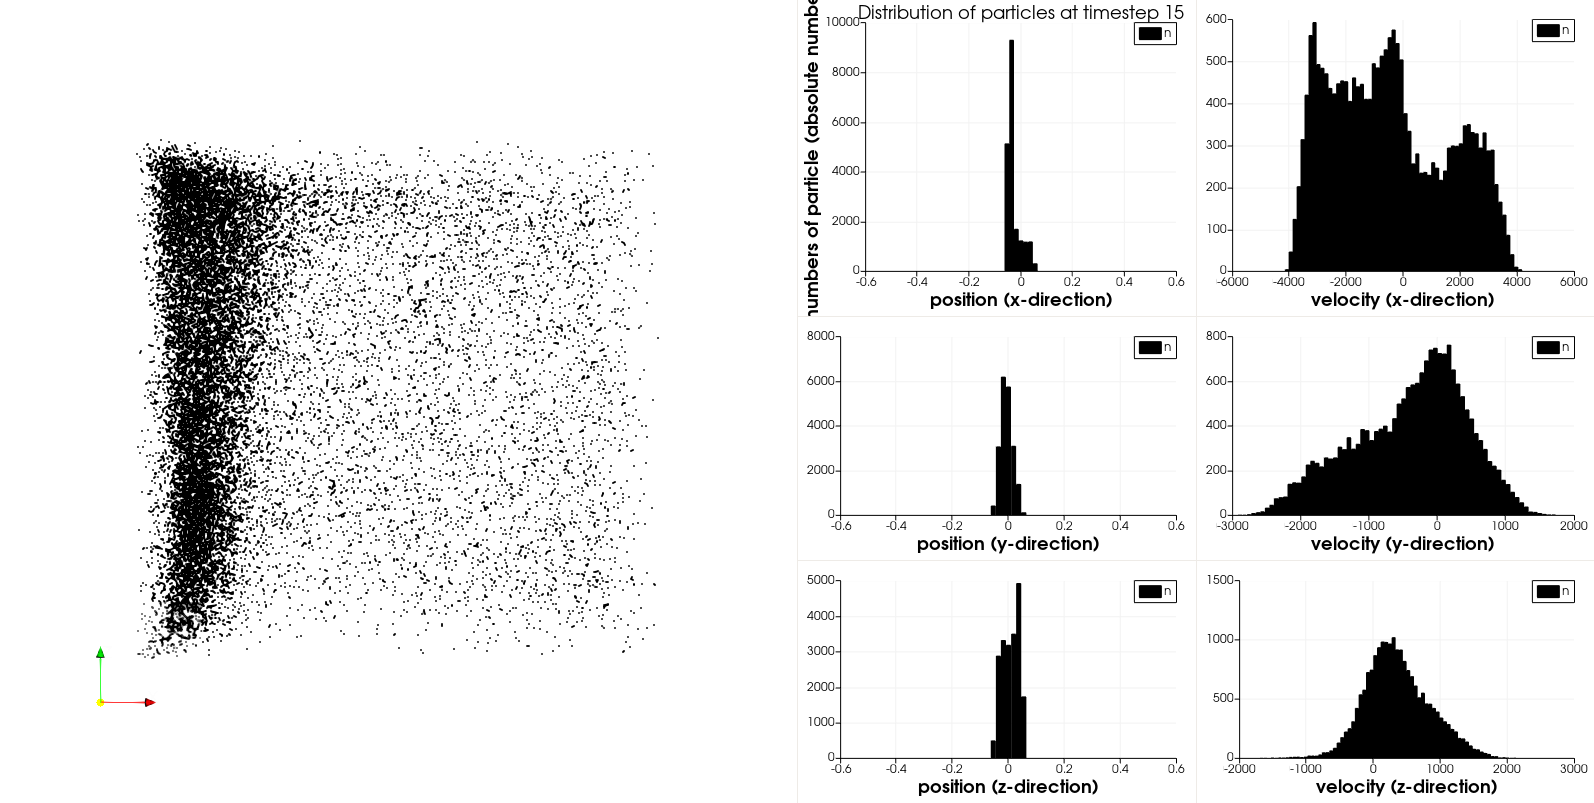 Distribution of particles at timestep 15
numbers of particle (absolute numbe
10000
8000
6000
4000
2000
0
-0.6 -0.4 -0.2 0 0.2 0.4 0.6
position (x-direction)
n
600
500
400
300
200
100
0
-6000 -4000 -2000 0 2000 4000 6000
velocity (x-direction)
n
8000
6000
4000
2000
0
-0.6 -0.4 -0.2 0 0.2 0.4 0.6
position (y-direction)
n
800
600
400
200
0
-3000 -2000 -1000 0 1000 2000
velocity (y-direction)
n
5000
4000
3000
2000
1000
0
-0.6 -0.4 -0.2 0 0.2 0.4 0.6
position (z-direction)
n
1500
1000
500
0
-2000 -1000 0 1000 2000 3000
velocity (z-direction)
n